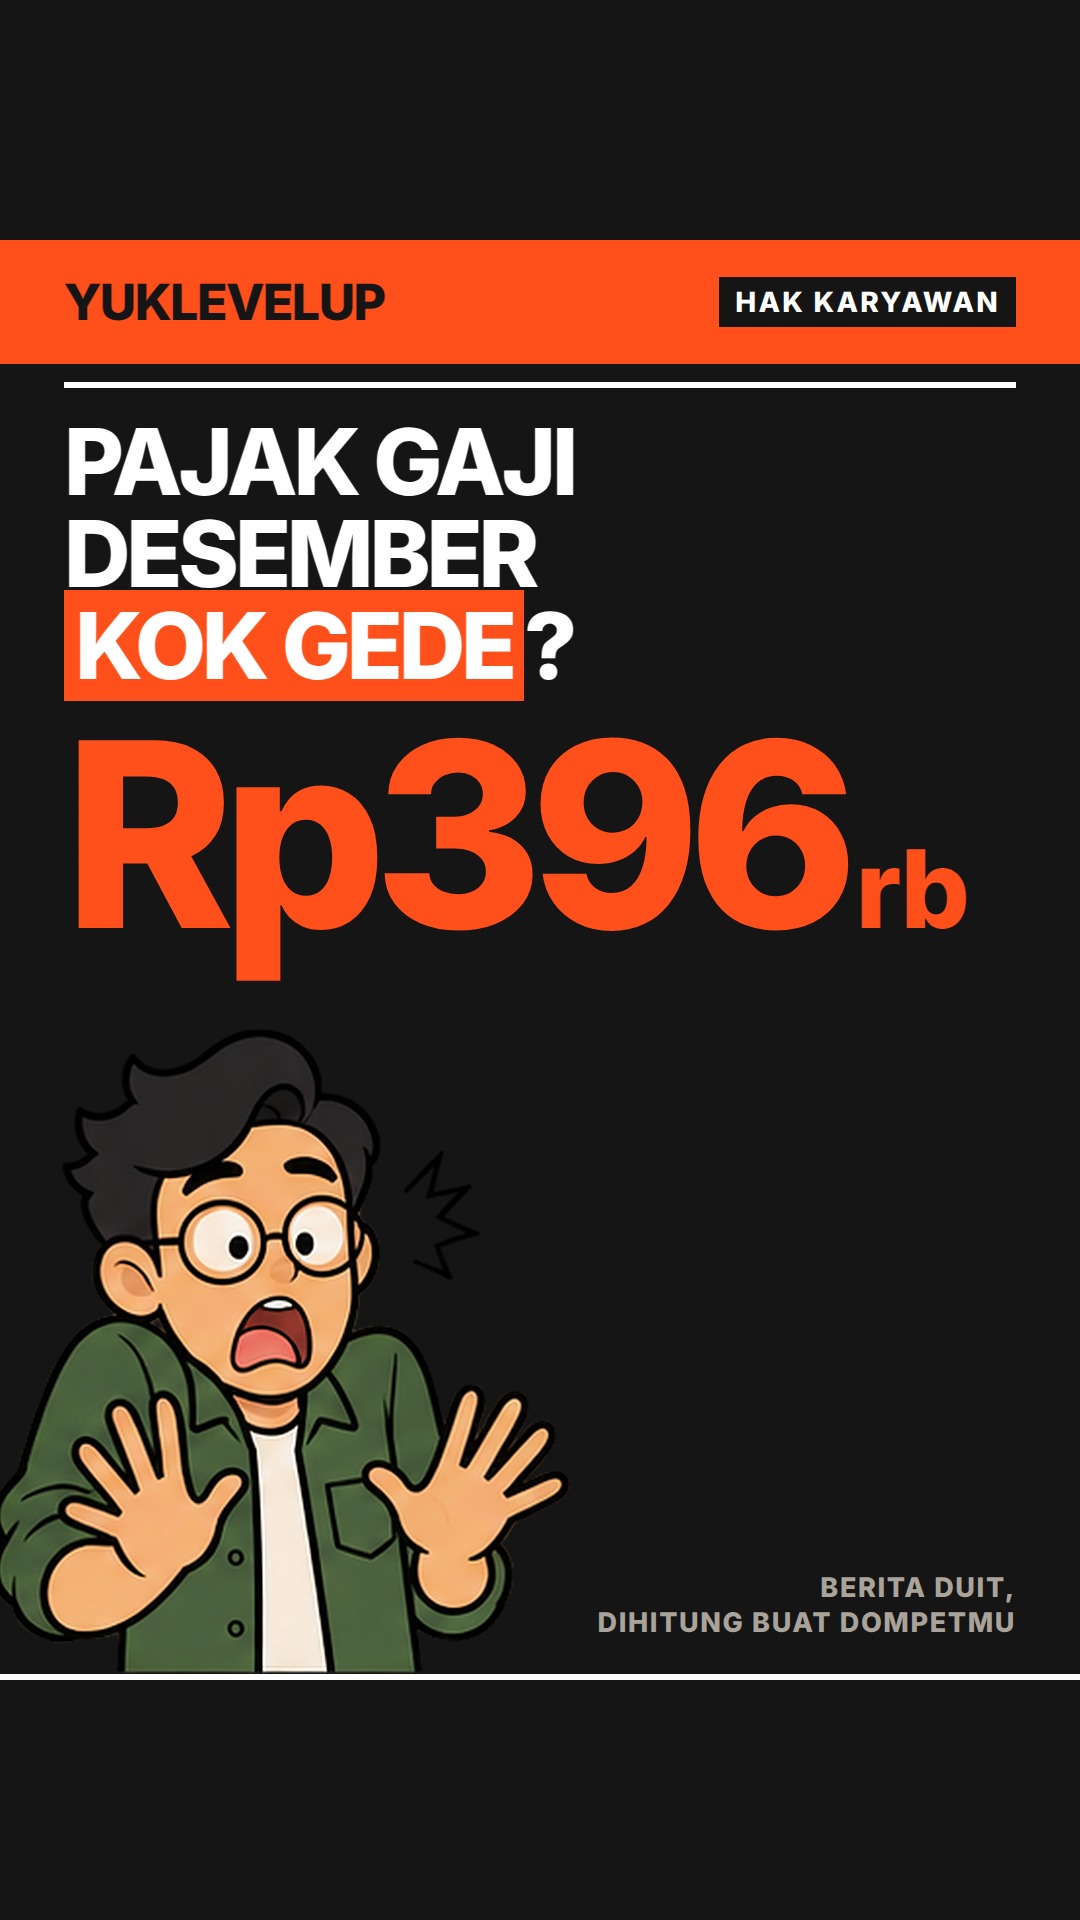 YUKLEVELUP
HAK KARYAWAN
PAJAK GAJI
DESEMBER
KOK GEDE?
Rp396rb
BERITA DUIT,
DIHITUNG BUAT DOMPETMU